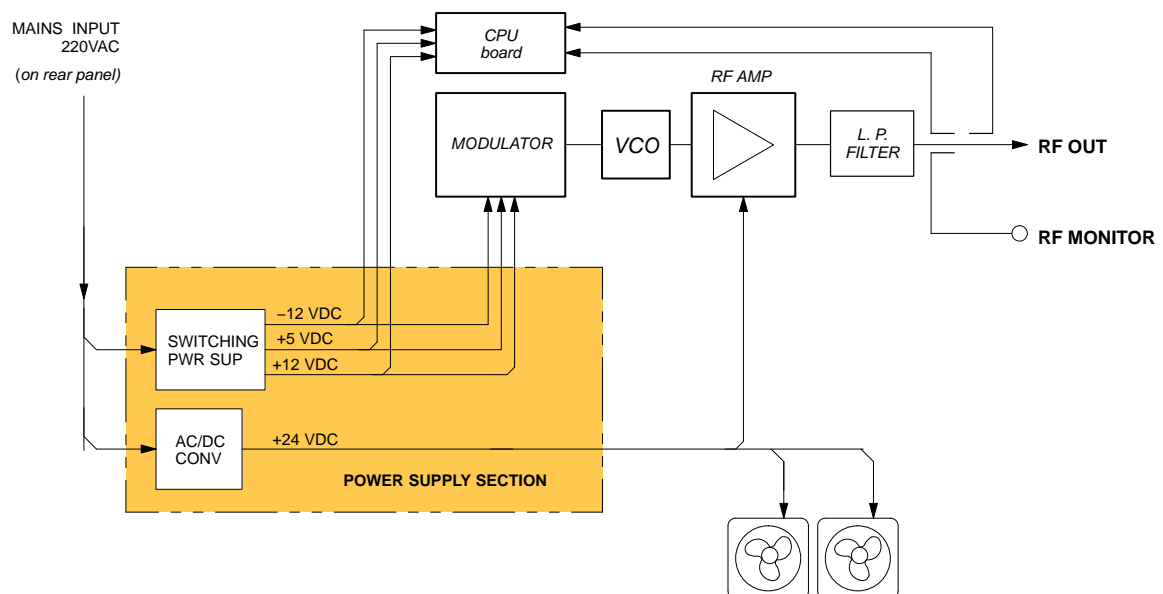 MAINS INPUT
220VAC
(on rear panel)
CPU
board
RF AMP
MODULATOR
VCO
L. P.
FILTER
RF OUT
RF MONITOR
SWITCHING
PWR SUP
–12 VDC
+5 VDC
+12 VDC
AC/DC
CONV
+24 VDC
POWER SUPPLY SECTION